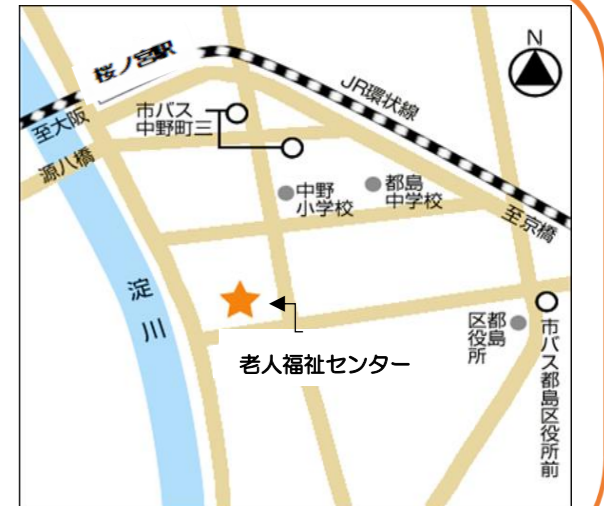 N
桜ノ宮駅
JR環状線
至大阪
市バス
中野町三
源八橋
中野
小学校
都島
中学校
至京橋
淀川
老人福祉センター
都島
区役所
市バス都島区役所前